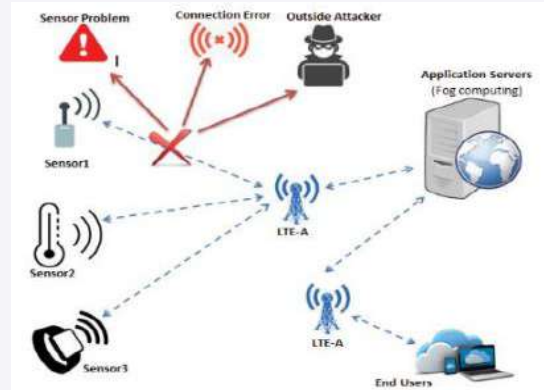 Sensor Problem
Connection Error
Outside Attacker
Application Servers
(Fog computing)
Sensor1
LTE-A
Sensor2
LTE-A
Sensor3
End Users